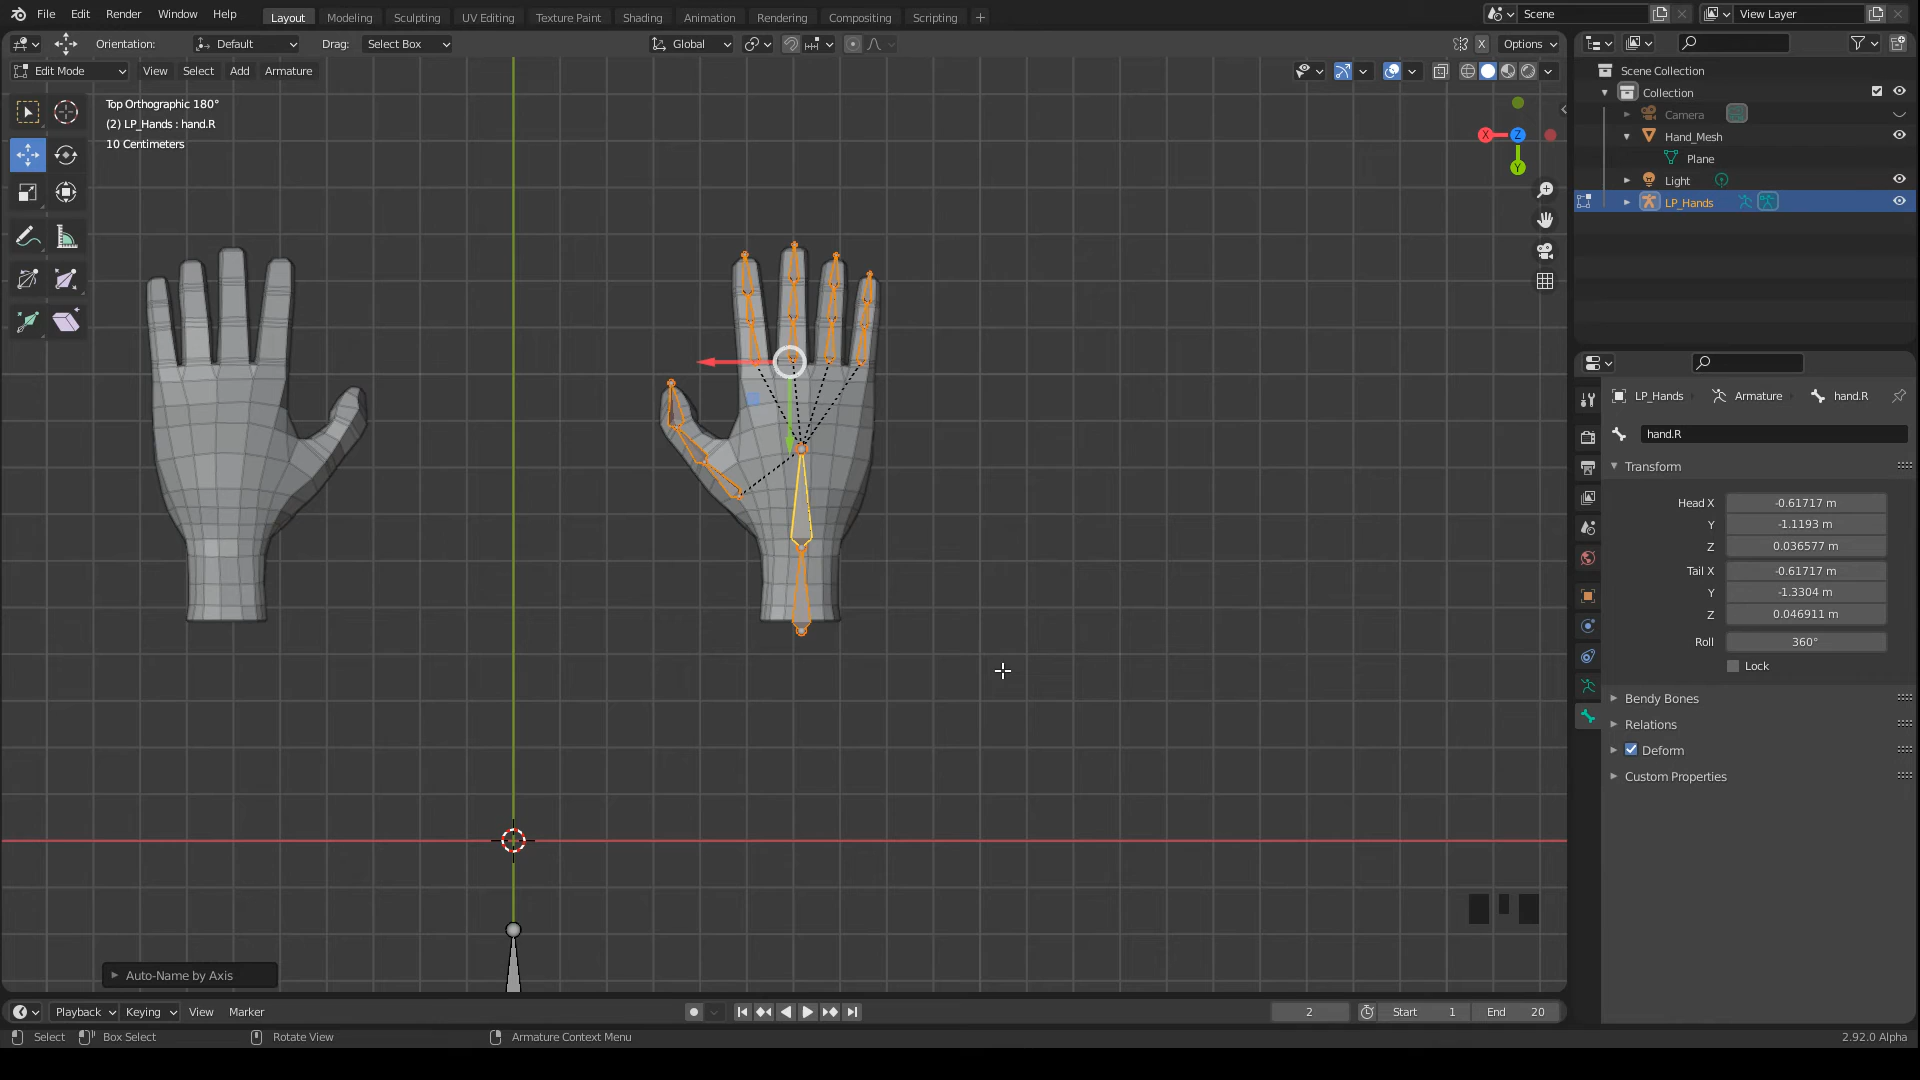 File Edit Render Window Help Layout Modeling Sculpting UV Editing Texture Paint Shading Animation Rendering Compositing Scripting + Scene View Layer
Orientation: Default Drag: Select Box Global X Options
Edit Mode View Select Add Armature
Top Orthographic 180°
(2) LP_Hands : hand.R
10 Centimeters
X
Z
Y
Auto-Name by Axis
Scene Collection
Collection
Camera
Hand_Mesh
Plane
Light
LP_Hands
LP_Hands Armature hand.R
hand.R
Transform
Head X -0.61717 m
Y -1.1193 m
Z 0.036577 m
Tail X -0.61717 m
Y -1.3304 m
Z 0.046911 m
Roll 360°
Lock
Bendy Bones
Relations
Deform
Custom Properties
Playback Keying View Marker 2 Start 1 End 20
Select Box Select Rotate View Armature Context Menu 2.92.0 Alpha